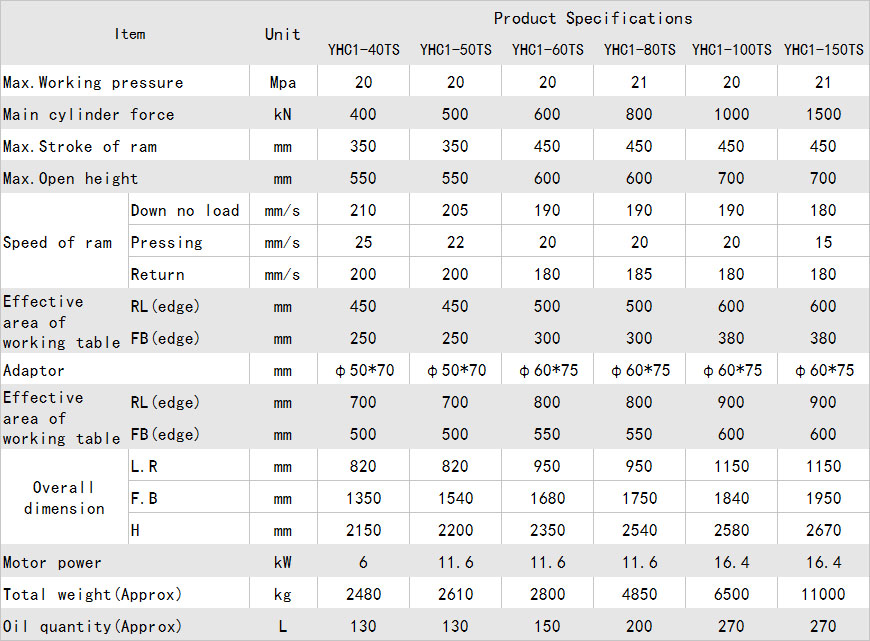 Item Unit Product Specifications
YHC1-40TS YHC1-50TS YHC1-60TS YHC1-80TS YHC1-100TS YHC1-150TS
Max.Working pressure Mpa 20 20 20 21 20 21
Main cylinder force kN 400 500 600 800 1000 1500
Max.Stroke of ram mm 350 350 450 450 450 450
Max.Open height mm 550 550 600 600 700 700
Speed of ram
Down no load mm/s 210 205 190 190 190 180
Pressing mm/s 25 22 20 20 20 15
Return mm/s 200 200 180 185 180 180
Effective
area of
working table
RL(edge) mm 450 450 500 500 600 600
FB(edge) mm 250 250 300 300 380 380
Adaptor mm φ50*70 φ50*70 φ60*75 φ60*75 φ60*75 φ60*75
Effective
area of
working table
RL(edge) mm 700 700 800 800 900 900
FB(edge) mm 500 500 550 550 600 600
Overall
dimension
L.R mm 820 820 950 950 1150 1150
F.B mm 1350 1540 1680 1750 1840 1950
H mm 2150 2200 2350 2540 2580 2670
Motor power kW 6 11.6 11.6 11.6 16.4 16.4
Total weight(Approx) kg 2480 2610 2800 4850 6500 11000
Oil quantity(Approx) L 130 130 150 200 270 270